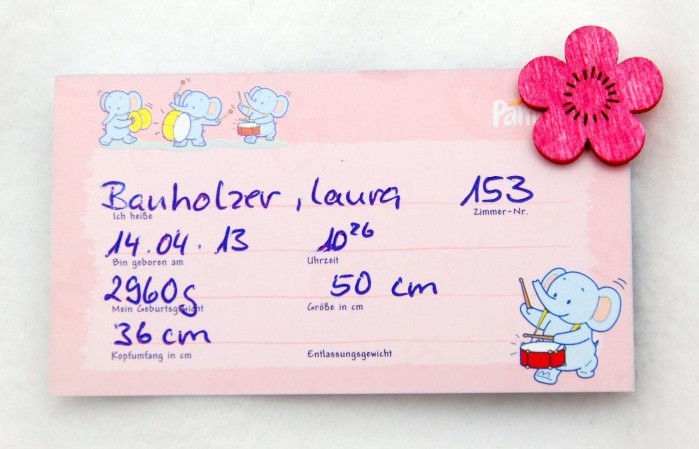 Pam
Bauholzer, Laura 153
Ich heiße Zimmer-Nr.
14.04.13 10²⁶
Bin geboren am Uhrzeit
2960g 50 cm
Mein Geburtsgewicht Größe in cm
36 cm
Kopfumfang in cm Entlassungsgewicht